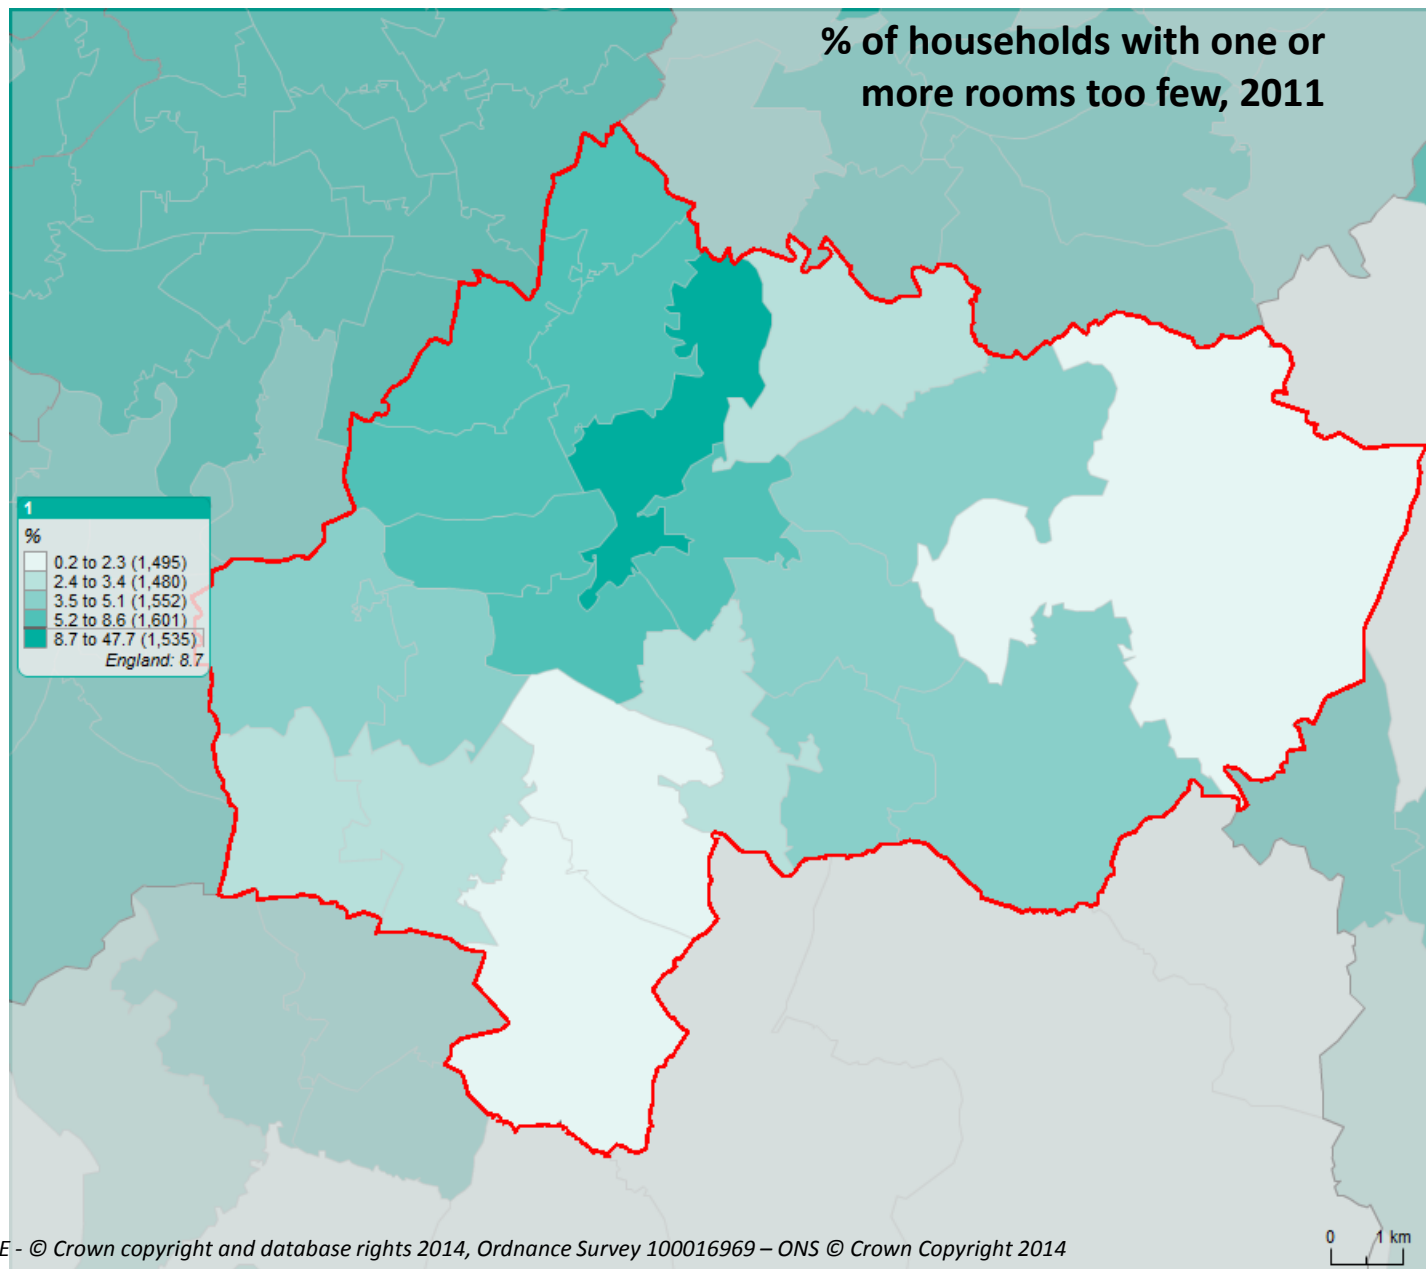 % of households with one or
more rooms too few, 2011
1
%
0.2 to 2.3 (1,495)
2.4 to 3.4 (1,480)
3.5 to 5.1 (1,552)
5.2 to 8.6 (1,601)
8.7 to 47.7 (1,535)
England: 8.7
E - © Crown copyright and database rights 2014, Ordnance Survey 100016969 – ONS © Crown Copyright 2014
0 1 km